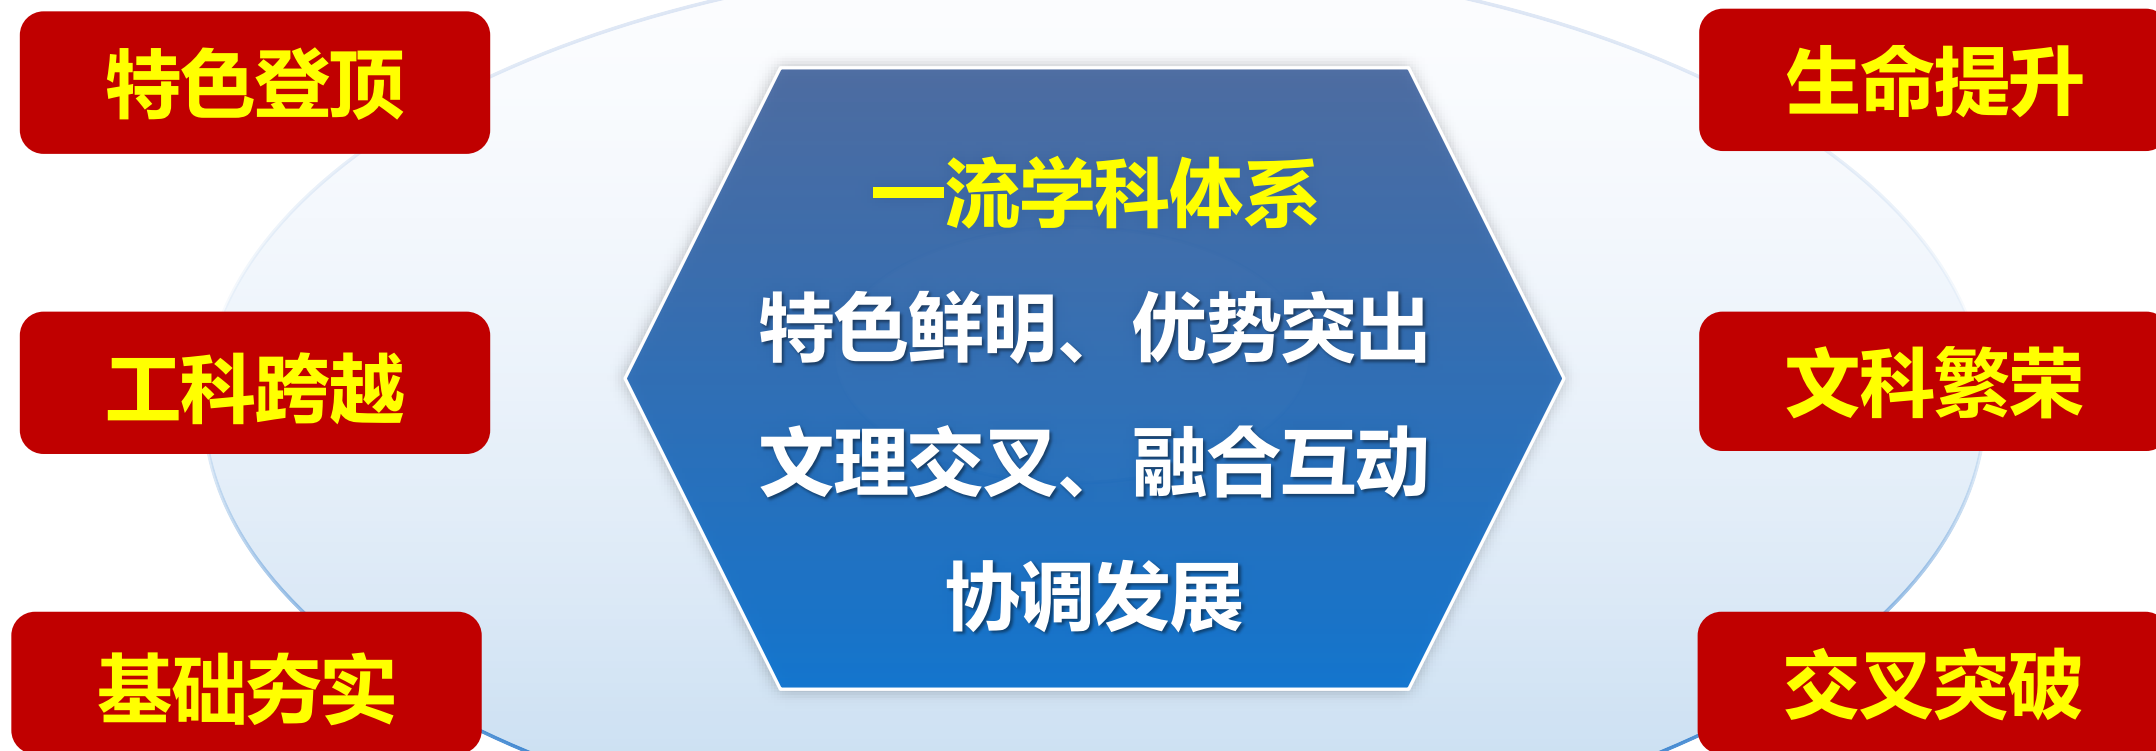 特色登顶
生命提升
一流学科体系
特色鲜明、优势突出
工科跨越
文科繁荣
文理交叉、融合互动
协调发展
基础夯实
交叉突破